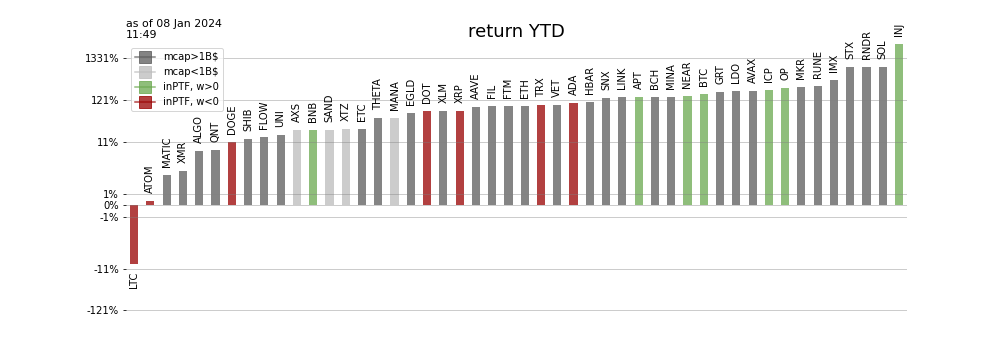 as of 08 Jan 2024
11:49
return YTD
mcap>1B$
mcap<1B$
inPTF, w>0
inPTF, w<0
1331%
121%
11%
1%
0%
-1%
-11%
-121%
LTC
ATOM
MATIC
XMR
ALGO
QNT
DOGE
SHIB
FLOW
UNI
AXS
BNB
SAND
XTZ
ETC
THETA
MANA
EGLD
DOT
XLM
XRP
AAVE
FIL
FTM
ETH
TRX
VET
ADA
HBAR
SNX
LINK
APT
BCH
MINA
NEAR
BTC
GRT
LDO
AVAX
ICP
OP
MKR
RUNE
IMX
STX
RNDR
SOL
INJ